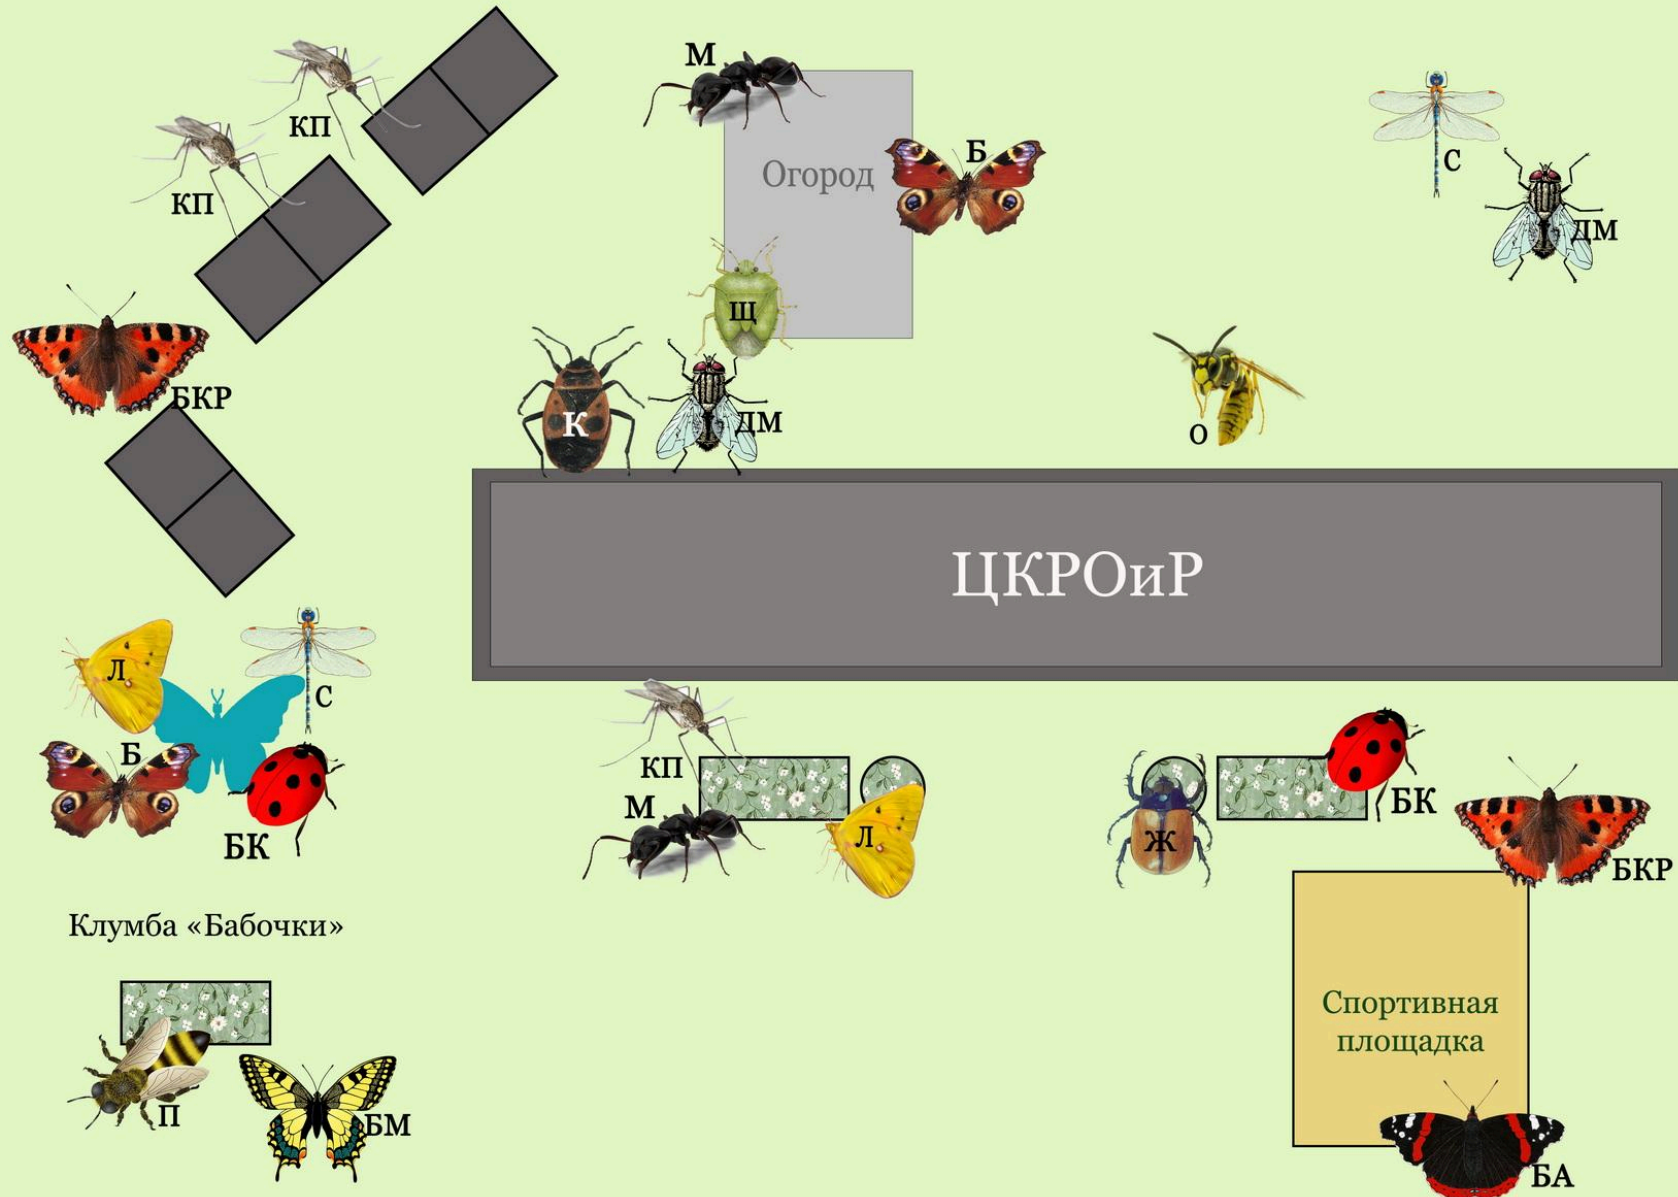 М
КП
Б
С
КП
Огород
ДМ
Щ
БКР
К
ДМ
О
ЦКРОиР
Л
С
Б
КП
БК
М
БК
Л
Ж
БКР
Клумба «Бабочки»
Спортивная
площадка
П
БМ
БА